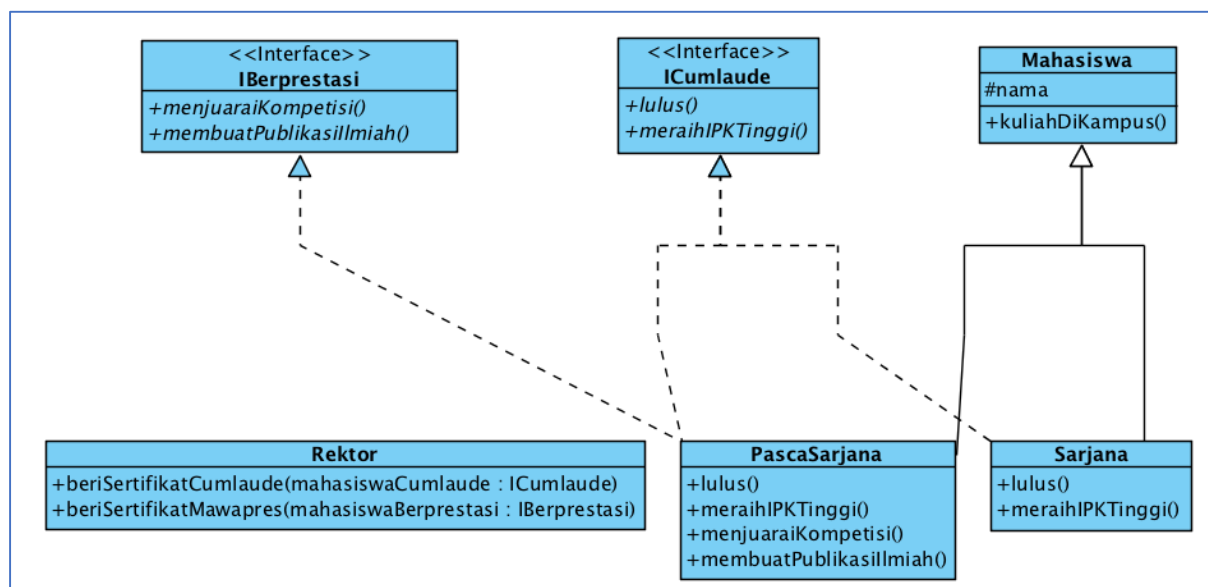 <<Interface>>
IBerprestasi
+menjuaraiKompetisi()
+membuatPublikasiIlmiah()
<<Interface>>
ICumlaude
+lulus()
+meraihIPKTinggi()
Mahasiswa
#nama
+kuliahDiKampus()
Rektor
+beriSertifikatCumlaude(mahasiswaCumlaude : ICumlaude)
+beriSertifikatMawapres(mahasiswaBerprestasi : IBerprestasi)
PascaSarjana
+lulus()
+meraihIPKTinggi()
+menjuaraiKompetisi()
+membuatPublikasiIlmiah()
Sarjana
+lulus()
+meraihIPKTinggi()